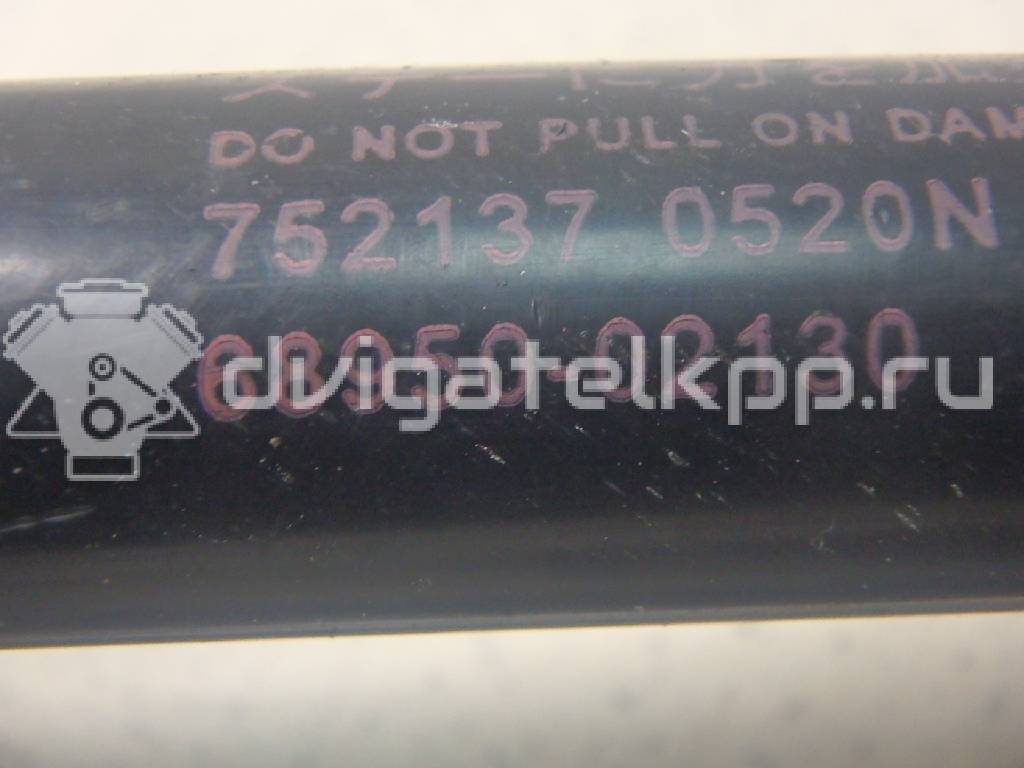 DO NOT PULL ON DAM
752137 0520N
68950-02130
dvigatelkpp.ru